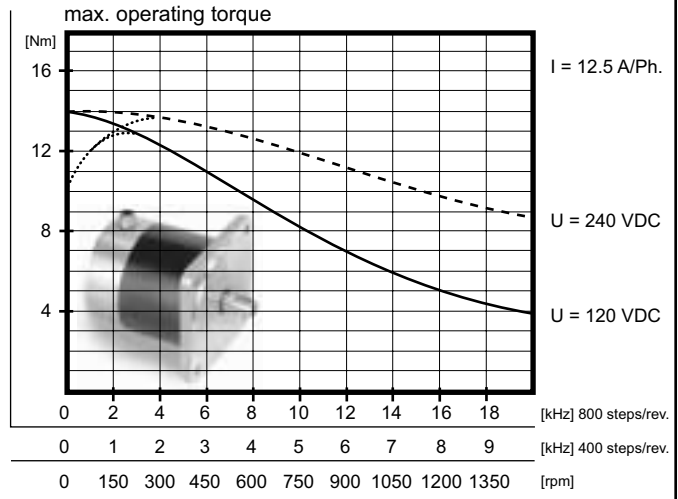 max. operating torque
[Nm]
16
I = 12.5 A/Ph.
12
8
U = 240 VDC
4
U = 120 VDC
0 2 4 6 8 10 12 14 16 18 [kHz] 800 steps/rev.
0 1 2 3 4 5 6 7 8 9 [kHz] 400 steps/rev.
0 150 300 450 600 750 900 1050 1200 1350 [rpm]